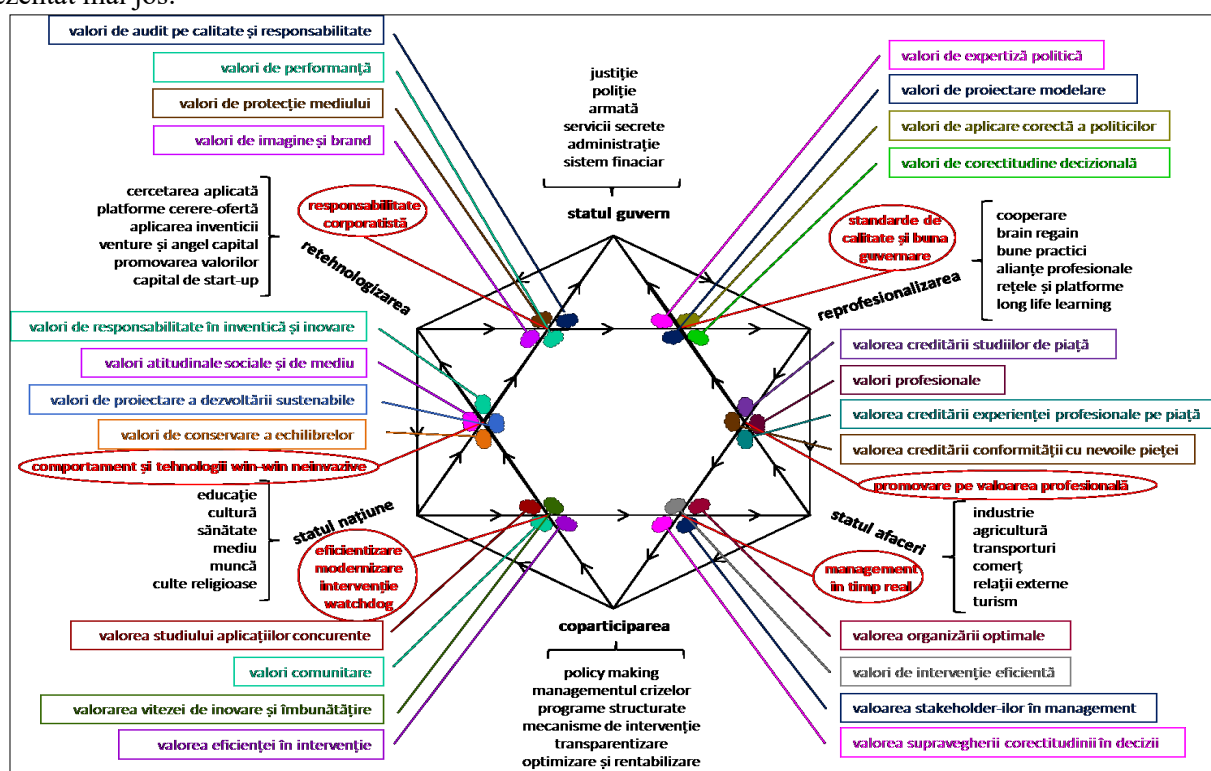 valori de audit pe calitate și responsabilitate
valori de performanță
valori de protecție mediului
valori de imagine și brand
justiție
poliție
armată
servicii secrete
administrație
sistem finaciar
statul guvern
valori de expertiză politică
valori de proiectare modelare
valori de aplicare corectă a politicilor
valori de corectitudine decizională
cercetarea aplicată
platforme cerere-ofertă
aplicarea inventicii
venture și angel capital
promovarea valorilor
capital de start-up
responsabilitate
corporatistă
retehnologizarea
standarde de
calitate și buna
guvernare
reprofesionalizarea
cooperare
brain regain
bune practici
alianțe profesionale
rețele și platforme
long life learning
valori de responsabilitate în inventică și inovare
valori atitudinale sociale și de mediu
valori de proiectare a dezvoltării sustenabile
valori de conservare a echilibrelor
comportament și tehnologii win-win neinvazive
valorea creditării studiilor de piață
valori profesionale
valorea creditării experienței profesionale pe piață
valorea creditării conformității cu nevoile pieței
promovare pe valoarea profesională
educație
cultură
sănătate
mediu
muncă
culte religioase
statul națiune
eficientizare
modernizare
intervenție
watchdog
statul afaceri
management
in timp real
industrie
agricultură
transporturi
comerț
relații externe
turism
valorea studiului aplicațiilor concurente
valori comunitare
valorarea vitezei de inovare și îmbunătățire
valorea eficienței în intervenție
coparticiparea
policy making
managementul crizelor
programe structurate
mecanisme de intervenție
transparentizare
optimizare și rentabilizare
valorea organizării optimale
valori de intervenție eficientă
valoarea stakeholder-ilor în management
valorea supravegherii corectitudinii în decizii